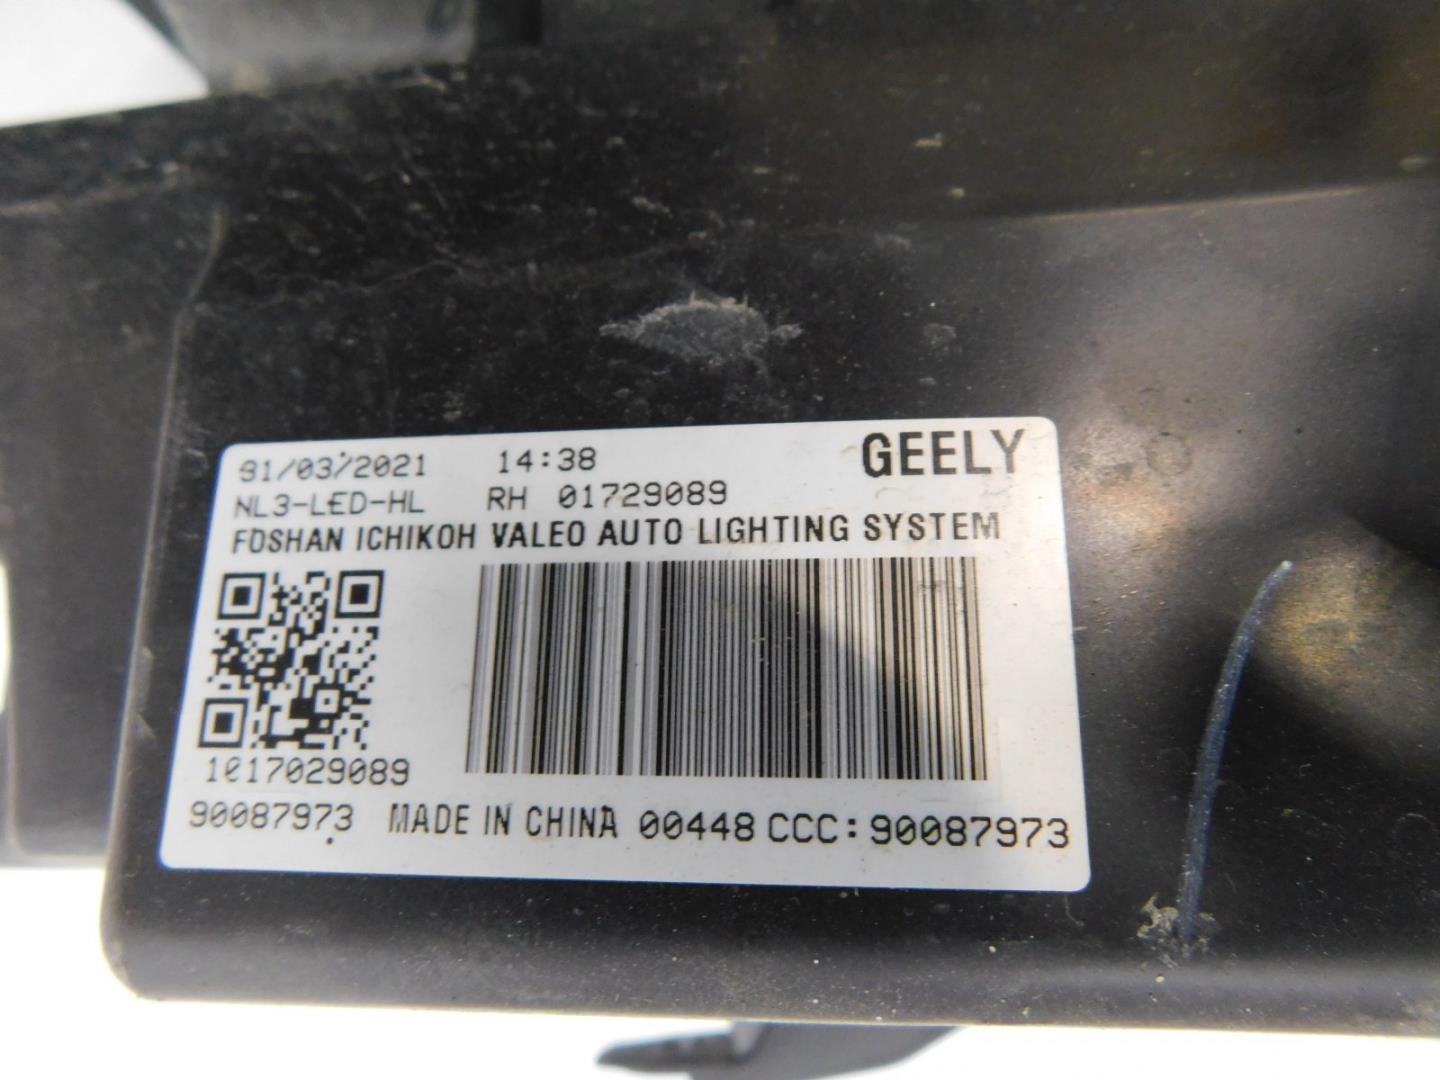 31/03/2021 14:38 GEELY
NL3-LED-HL RH 01729089
FOSHAN ICHIKOH VALEO AUTO LIGHTING SYSTEM
1017029089
90087973 MADE IN CHINA 00448 CCC:90087973